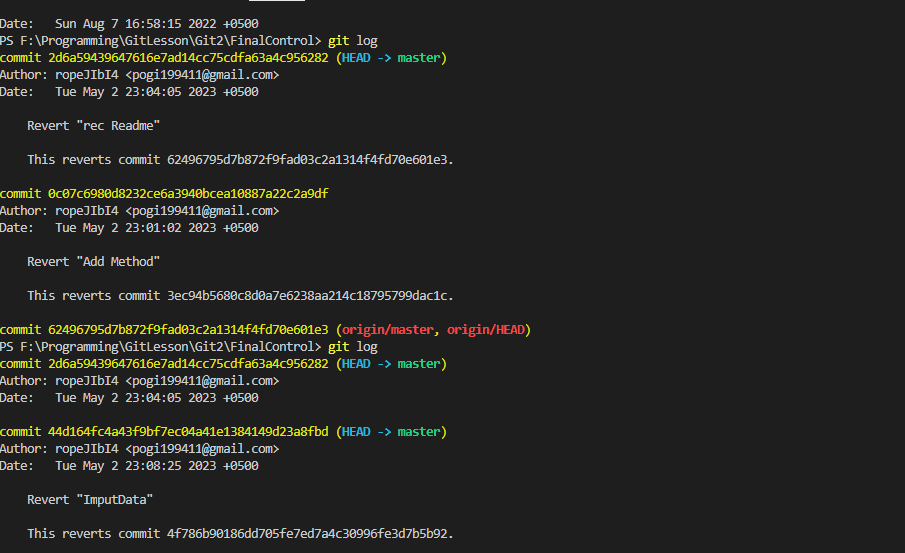 Date:   Sun Aug 7 16:58:15 2022 +0500
PS F:\Programming\GitLesson\Git2\FinalControl> git log
commit 2d6a59439647616e7ad14cc75cdfa63a4c956282 (HEAD -> master)
Author: ropeJIbI4 <pogi199411@gmail.com>
Date:   Tue May 2 23:04:05 2023 +0500
Revert "rec Readme"
This reverts commit 62496795d7b872f9fad03c2a1314f4fd70e601e3.
commit 0c07c6980d8232ce6a3940bcea10887a22c2a9df
Author: ropeJIbI4 <pogi199411@gmail.com>
Date:   Tue May 2 23:01:02 2023 +0500
Revert "Add Method"
This reverts commit 3ec94b5680c8d0a7e6238aa214c18795799dac1c.
commit 62496795d7b872f9fad03c2a1314f4fd70e601e3 (origin/master, origin/HEAD)
PS F:\Programming\GitLesson\Git2\FinalControl> git log
commit 2d6a59439647616e7ad14cc75cdfa63a4c956282 (HEAD -> master)
Author: ropeJIbI4 <pogi199411@gmail.com>
Date:   Tue May 2 23:04:05 2023 +0500
commit 44d164fc4a43f9bf7ec04a41e1384149d23a8fbd (HEAD -> master)
Author: ropeJIbI4 <pogi199411@gmail.com>
Date:   Tue May 2 23:08:25 2023 +0500
Revert "ImputData"
This reverts commit 4f786b90186dd705fe7ed7a4c30996fe3d7b5b92.